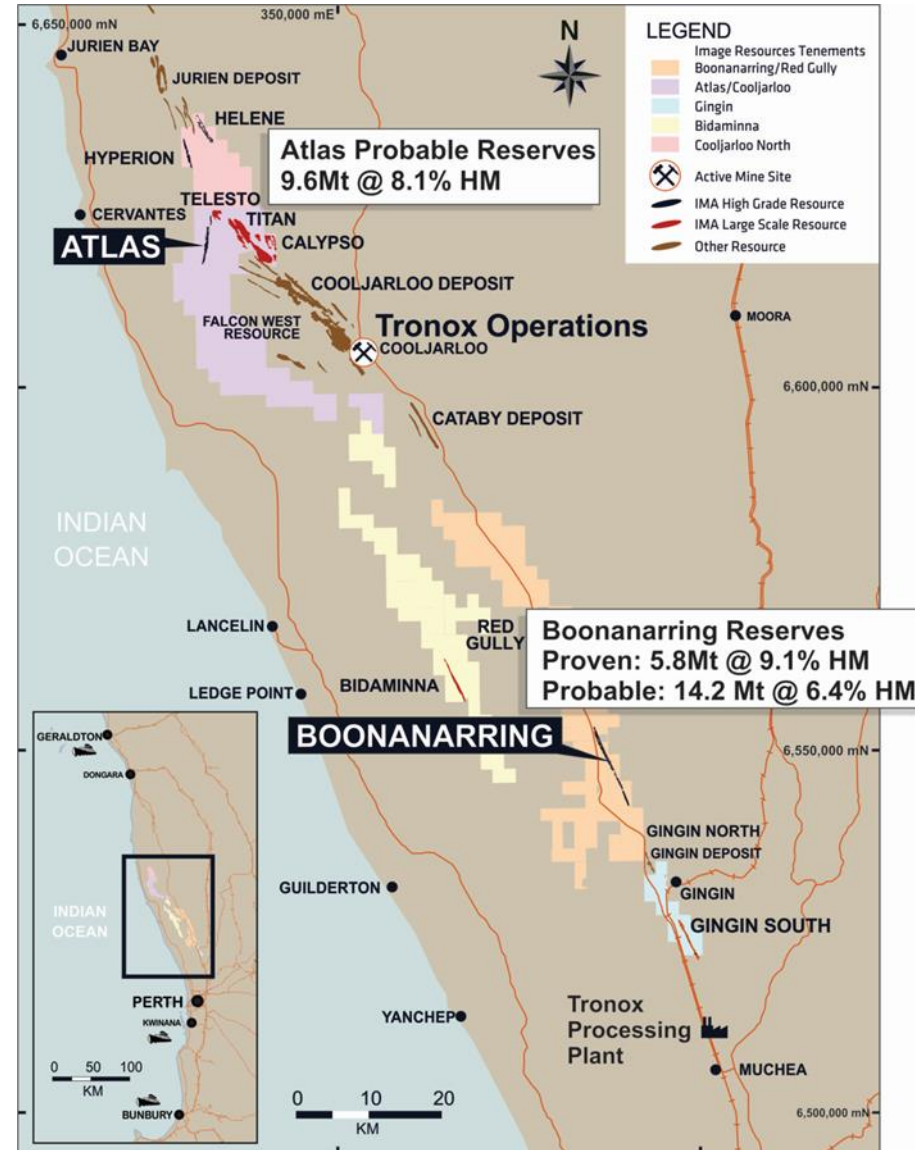 6,650,000 mN
350,000 mE
JURIEN BAY
JURIEN DEPOSIT
HELENE
HYPERION
N
LEGEND
Image Resources Tenements
Boonanarring/Red Gully
Atlas/Cooljarloo
Gingin
Bidaminna
Cooljarloo North
Active Mine Site
IMA High Grade Resource
IMA Large Scale Resource
Other Resource
Atlas Probable Reserves
9.6Mt @ 8.1% HM
TELESTO
CERVANTES
TITAN
ATLAS
CALYPSO
COOLJARLOO DEPOSIT
FALCON WEST
RESOURCE
Tronox Operations
COOLJARLOO
MOORA
6,600,000 mN
CATABY DEPOSIT
INDIAN
OCEAN
LANCELIN
RED
GULLY
LEDGE POINT
BIDAMINNA
Boonanarring Reserves
Proven: 5.8Mt @ 9.1% HM
Probable: 14.2 Mt @ 6.4% HM
BOONANARRING
6,550,000 mN
GINGIN NORTH
GINGIN DEPOSIT
GINGIN
GUILDERTON
GINGIN SOUTH
YANCHEP
Tronox
Processing
Plant
MUCHEA
6,500,000 mN
0 10 20
KM
GERALDTON
DONGARA
INDIAN
OCEAN
PERTH
KWINANA
0 50 100
KM
BUNBURY